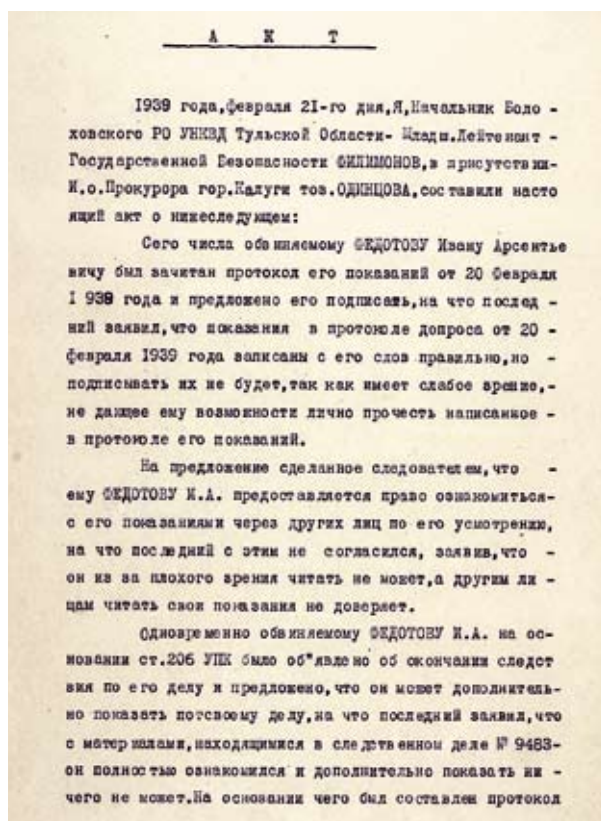 А К Т
1939 года,февраля 21-го дня,Я,Начальник Боло -
ховского РО УНКВД Тульской Области- Младш.Лейтенант -
Государственной Безопасности ФИЛИМОНОВ,в присутствии-
И.о.Прокурора гор.Калуги тов.ОДИНЦОВА,составили насто
ящий акт о нижеследующем:
Сего числа обвиняемому ФЕДОТОВУ Ивану Арсентье
вичу был зачитан протокол его показаний от 20 Февраля
I 939 года и предложено его подписать,на что послед -
ний заявил,что показания в протоколе допроса от 20 -
февраля 1939 года записаны с его слов правильно,но -
подписывать их не будет,так как имеет слабое зрение,-
не дающее ему возможности лично прочесть написанное -
в протоколе его показаний.
На предложение сделанное следователем,что -
ему ФЕДОТОВУ И.А. предоставляется право ознакомиться-
с его показаниями через других лиц по его усмотрению,
на что последний с этим не согласился, заявив,что -
он из за плохого зрения читать не может,а другим ли -
цам читать свои показания не доверяет.
Одновременно обвиняемому ФЕДОТОВУ И.А. на ос-
новании ст.206 УПК было об"явлено об окончании следст
вия по его делу и предложено,что он может дополнитель-
но показать потсвоему делу,на что последний заявил,что
с материалами,находящимися в следственном деле № 9483-
он полностью ознакомился и дополнительно показать ни -
чего не может.На основании чего был составлен протокол